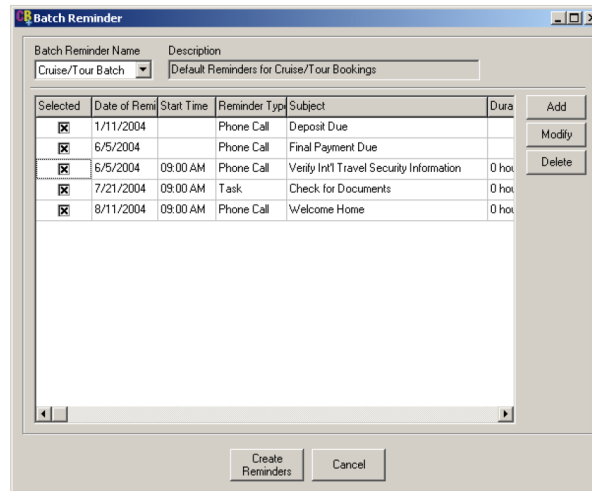 CB Batch Reminder
Batch Reminder Name Description
Cruise/Tour Batch Default Reminders for Cruise/Tour Bookings
Selected Date of Remi Start Time Reminder Typ Subject Dura
1/11/2004 Phone Call Deposit Due
6/5/2004 Phone Call Final Payment Due
6/5/2004 09:00 AM Phone Call Verify Int'l Travel Security Information 0 hou
7/21/2004 09:00 AM Task Check for Documents 0 hou
8/11/2004 09:00 AM Phone Call Welcome Home 0 hou
Add
Modify
Delete
Create
Reminders
Cancel